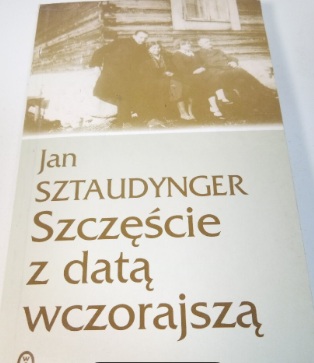 Jan
SZTAUDYNGER
Szczęście
z datą
wczorajszą
W